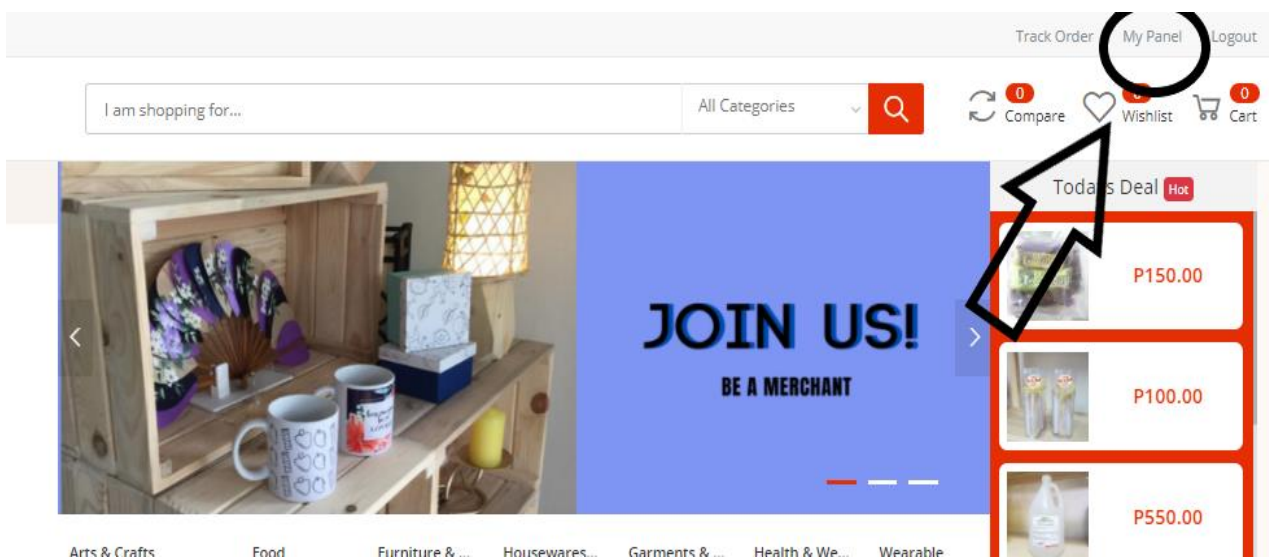 Track Order My Panel Logout
I am shopping for... All Categories
0 Compare Wishlist 0 Cart
Deal Hot
P150.00
JOIN US!
BE A MERCHANT
P100.00
P550.00
Arts & Crafts Food Furniture & ... Housewares... Garments & ... Health & We... Wearable